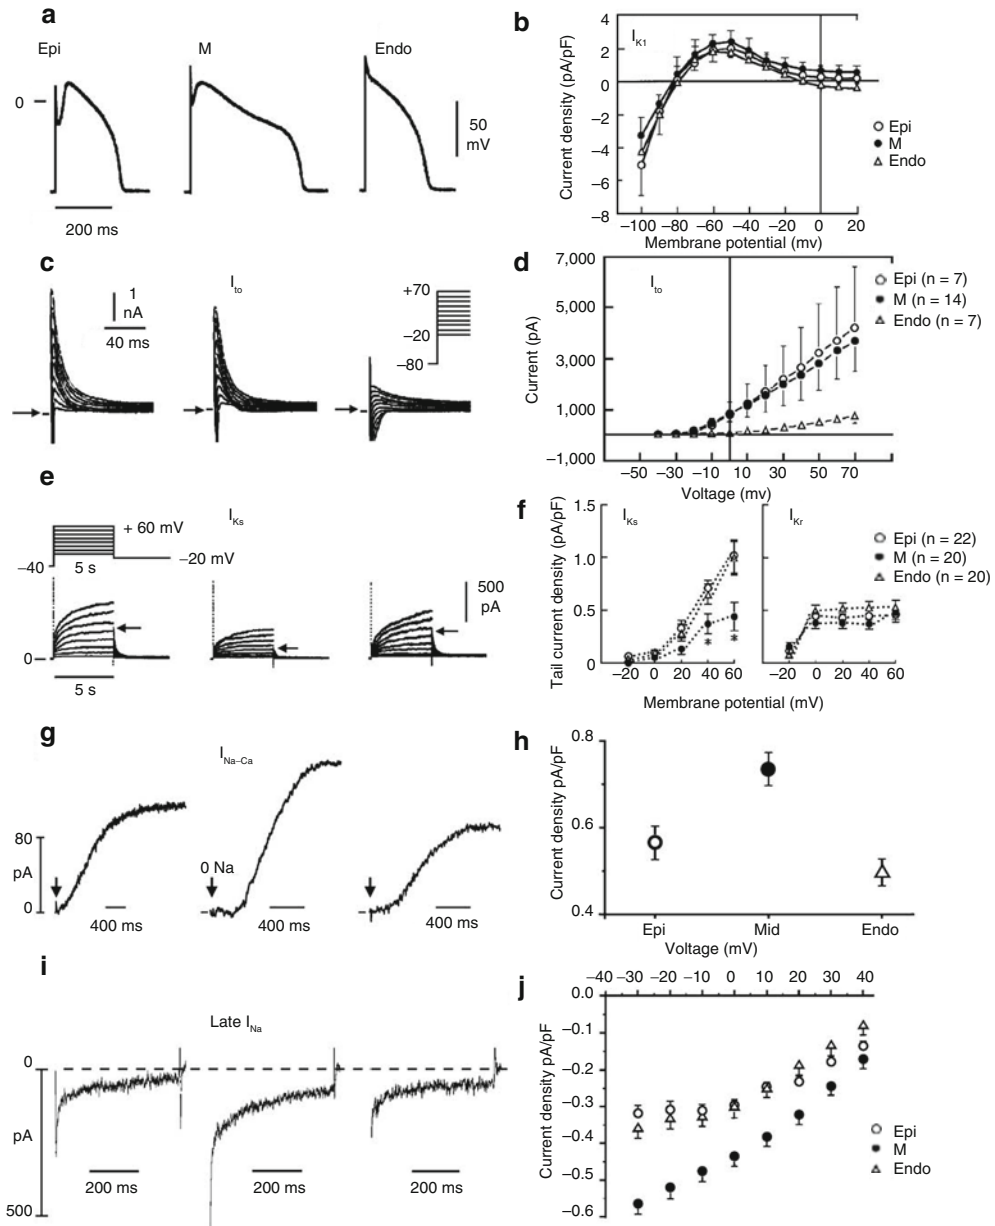 a
Epi M Endo
0
50
mV
200 ms
b
I_K1
Current density (pA/pF)
4
2
0
−2
−4
−6
−8
−100 −80 −60 −40 −20 0 20
Membrane potential (mv)
Epi
M
Endo
c
I_to
1
nA
40 ms
+70
−20
−80
d
I_to
Current (pA)
7,000
5,000
3,000
1,000
−1,000
−50 −30 −10 10 30 50 70
Voltage (mv)
Epi (n = 7)
M (n = 14)
Endo (n = 7)
e
I_Ks
+ 60 mV
−20 mV
−40
5 s
500
pA
0
5 s
f
I_Ks I_Kr
Tail current density (pA/pF)
1.5
1.0
0.5
0
* *
−20 0 20 40 60 −20 0 20 40 60
Membrane potential (mV)
Epi (n = 22)
M (n = 20)
Endo (n = 20)
g
I_Na–Ca
80
pA
0
0 Na
400 ms 400 ms 400 ms
h
Current density pA/pF
0.8
0.6
0.4
Epi Mid Endo
Voltage (mV)
i
Late I_Na
0
pA
500
200 ms 200 ms 200 ms
j
−40 −30 −20 −10 0 10 20 30 40
Current density pA/pF
0.0
−0.1
−0.2
−0.3
−0.4
−0.5
−0.6
Epi
M
Endo